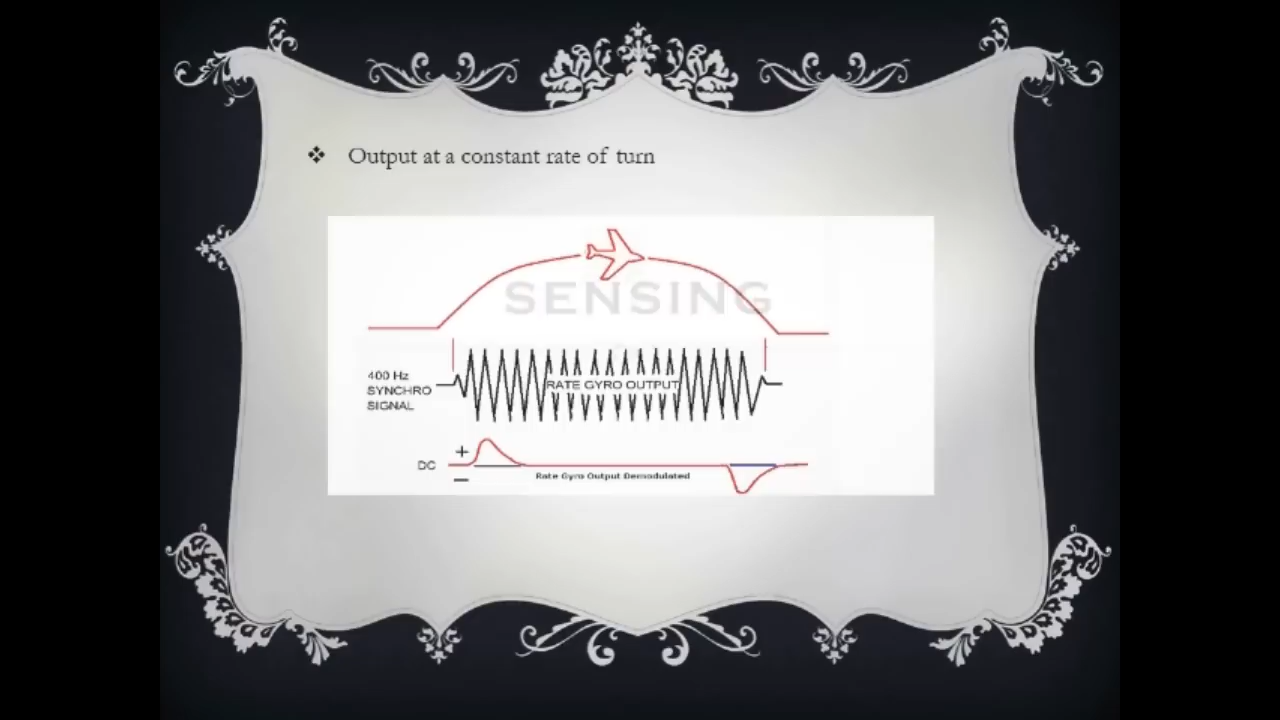 Output at a constant rate of turn
SENSING
400 Hz
SYNCHRO
SIGNAL
RATE GYRO OUTPUT
+
DC
Rate Gyro Output Demodulated
–